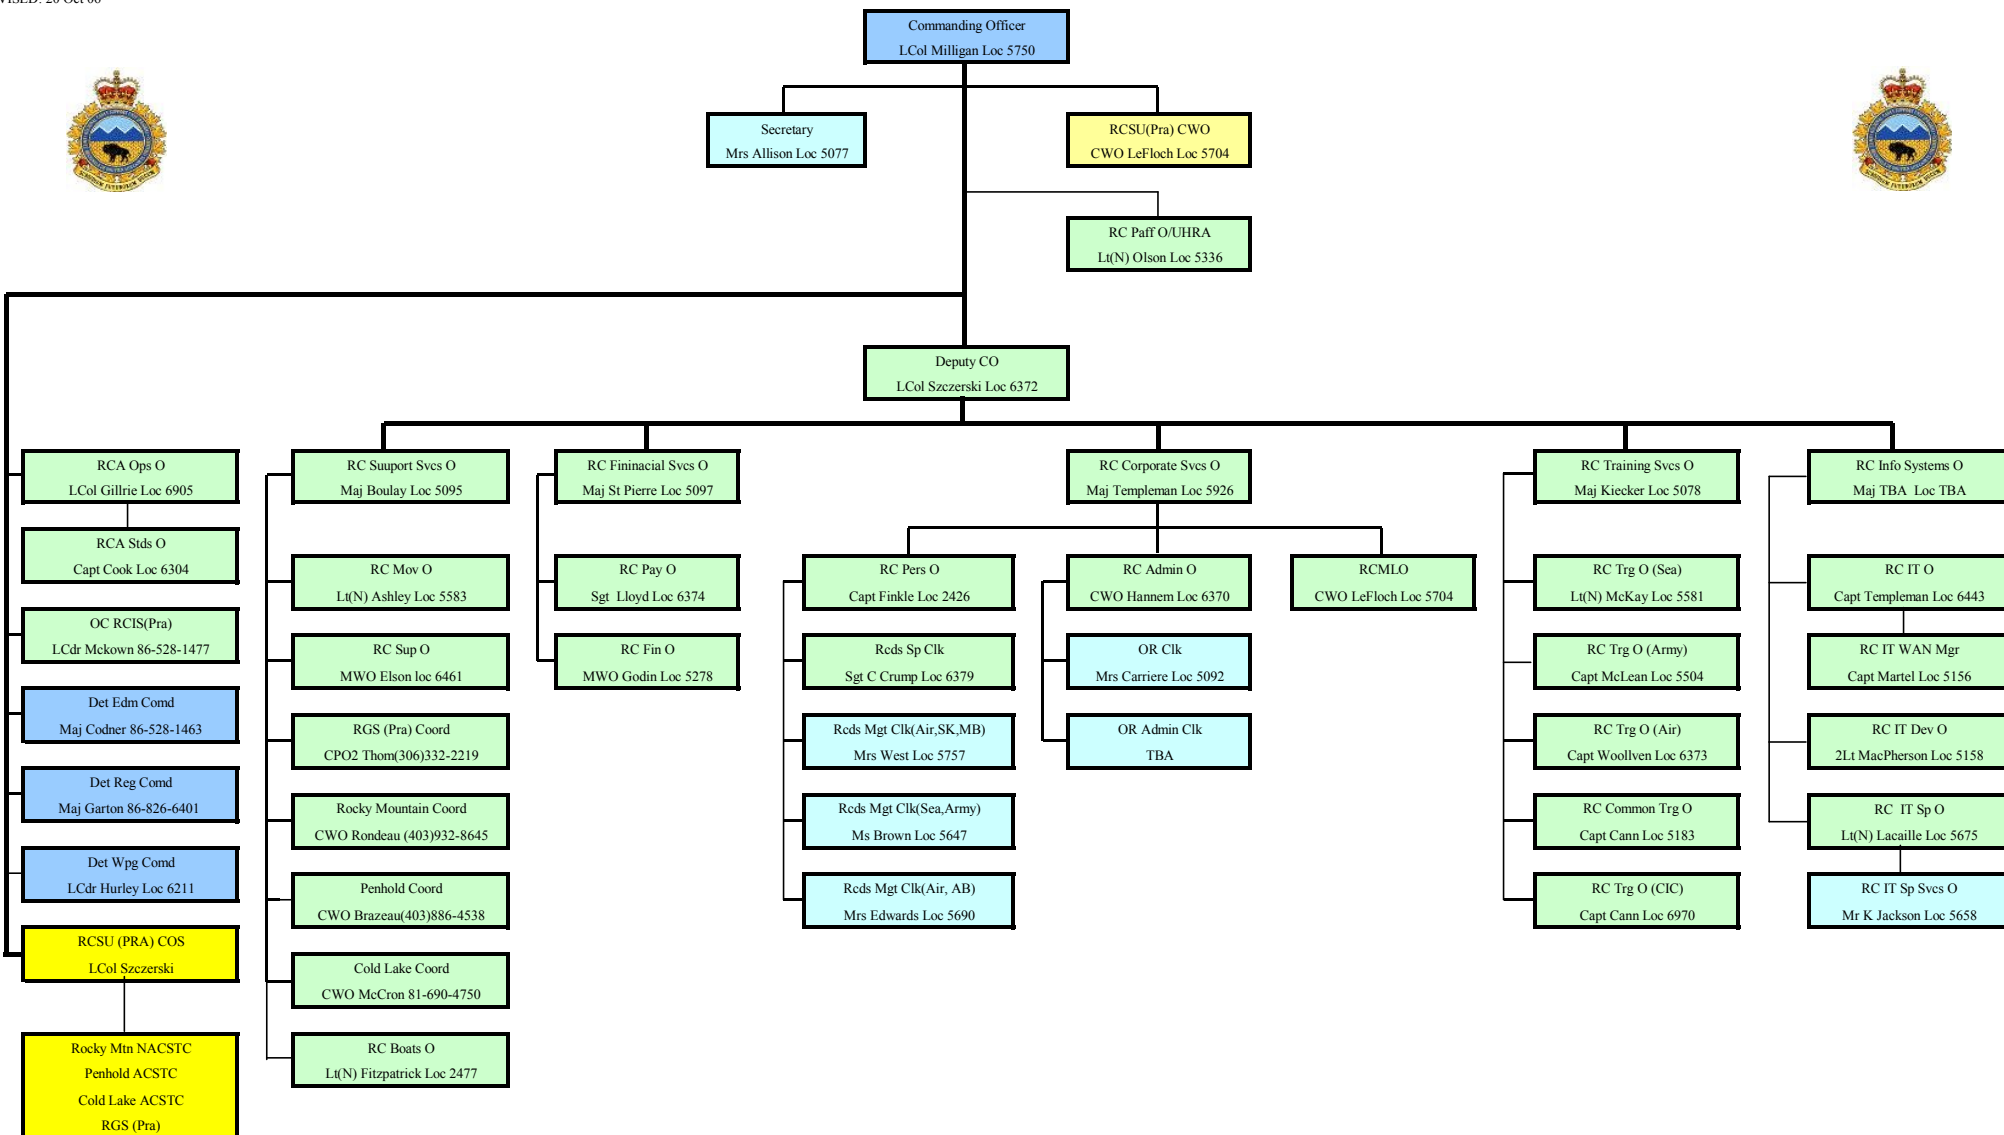 VISED: 20 Oct 06
Commanding Officer
LCol Milligan Loc 5750
Secretary
Mrs Allison Loc 5077
RCSU(Pra) CWO
CWO LeFloch Loc 5704
RC Paff O/UHRA
Lt(N) Olson Loc 5336
Deputy CO
LCol Szczerski Loc 6372
RCA Ops O
LCol Gillrie Loc 6905
RCA Stds O
Capt Cook Loc 6304
OC RCIS(Pra)
LCdr Mckown 86-528-1477
Det Edm Comd
Maj Codner 86-528-1463
Det Reg Comd
Maj Garton 86-826-6401
Det Wpg Comd
LCdr Hurley Loc 6211
RCSU (PRA) COS
LCol Szczerski
Rocky Mtn NACSTC
Penhold ACSTC
Cold Lake ACSTC
RGS (Pra)
RC Suuport Svcs O
Maj Boulay Loc 5095
RC Mov O
Lt(N) Ashley Loc 5583
RC Sup O
MWO Elson loc 6461
RGS (Pra) Coord
CPO2 Thom(306)332-2219
Rocky Mountain Coord
CWO Rondeau (403)932-8645
Penhold Coord
CWO Brazeau(403)886-4538
Cold Lake Coord
CWO McCron 81-690-4750
RC Boats O
Lt(N) Fitzpatrick Loc 2477
RC Fininacial Svcs O
Maj St Pierre Loc 5097
RC Pay O
Sgt Lloyd Loc 6374
RC Fin O
MWO Godin Loc 5278
RC Corporate Svcs O
Maj Templeman Loc 5926
RC Pers O
Capt Finkle Loc 2426
Rcds Sp Clk
Sgt C Crump Loc 6379
Rcds Mgt Clk(Air,SK,MB)
Mrs West Loc 5757
Rcds Mgt Clk(Sea,Army)
Ms Brown Loc 5647
Rcds Mgt Clk(Air, AB)
Mrs Edwards Loc 5690
RC Admin O
CWO Hannem Loc 6370
OR Clk
Mrs Carriere Loc 5092
OR Admin Clk
TBA
RCMLO
CWO LeFloch Loc 5704
RC Training Svcs O
Maj Kiecker Loc 5078
RC Trg O (Sea)
Lt(N) McKay Loc 5581
RC Trg O (Army)
Capt McLean Loc 5504
RC Trg O (Air)
Capt Woollven Loc 6373
RC Common Trg O
Capt Cann Loc 5183
RC Trg O (CIC)
Capt Cann Loc 6970
RC Info Systems O
Maj TBA Loc TBA
RC IT O
Capt Templeman Loc 6443
RC IT WAN Mgr
Capt Martel Loc 5156
RC IT Dev O
2Lt MacPherson Loc 5158
RC IT Sp O
Lt(N) Lacaille Loc 5675
RC IT Sp Svcs O
Mr K Jackson Loc 5658